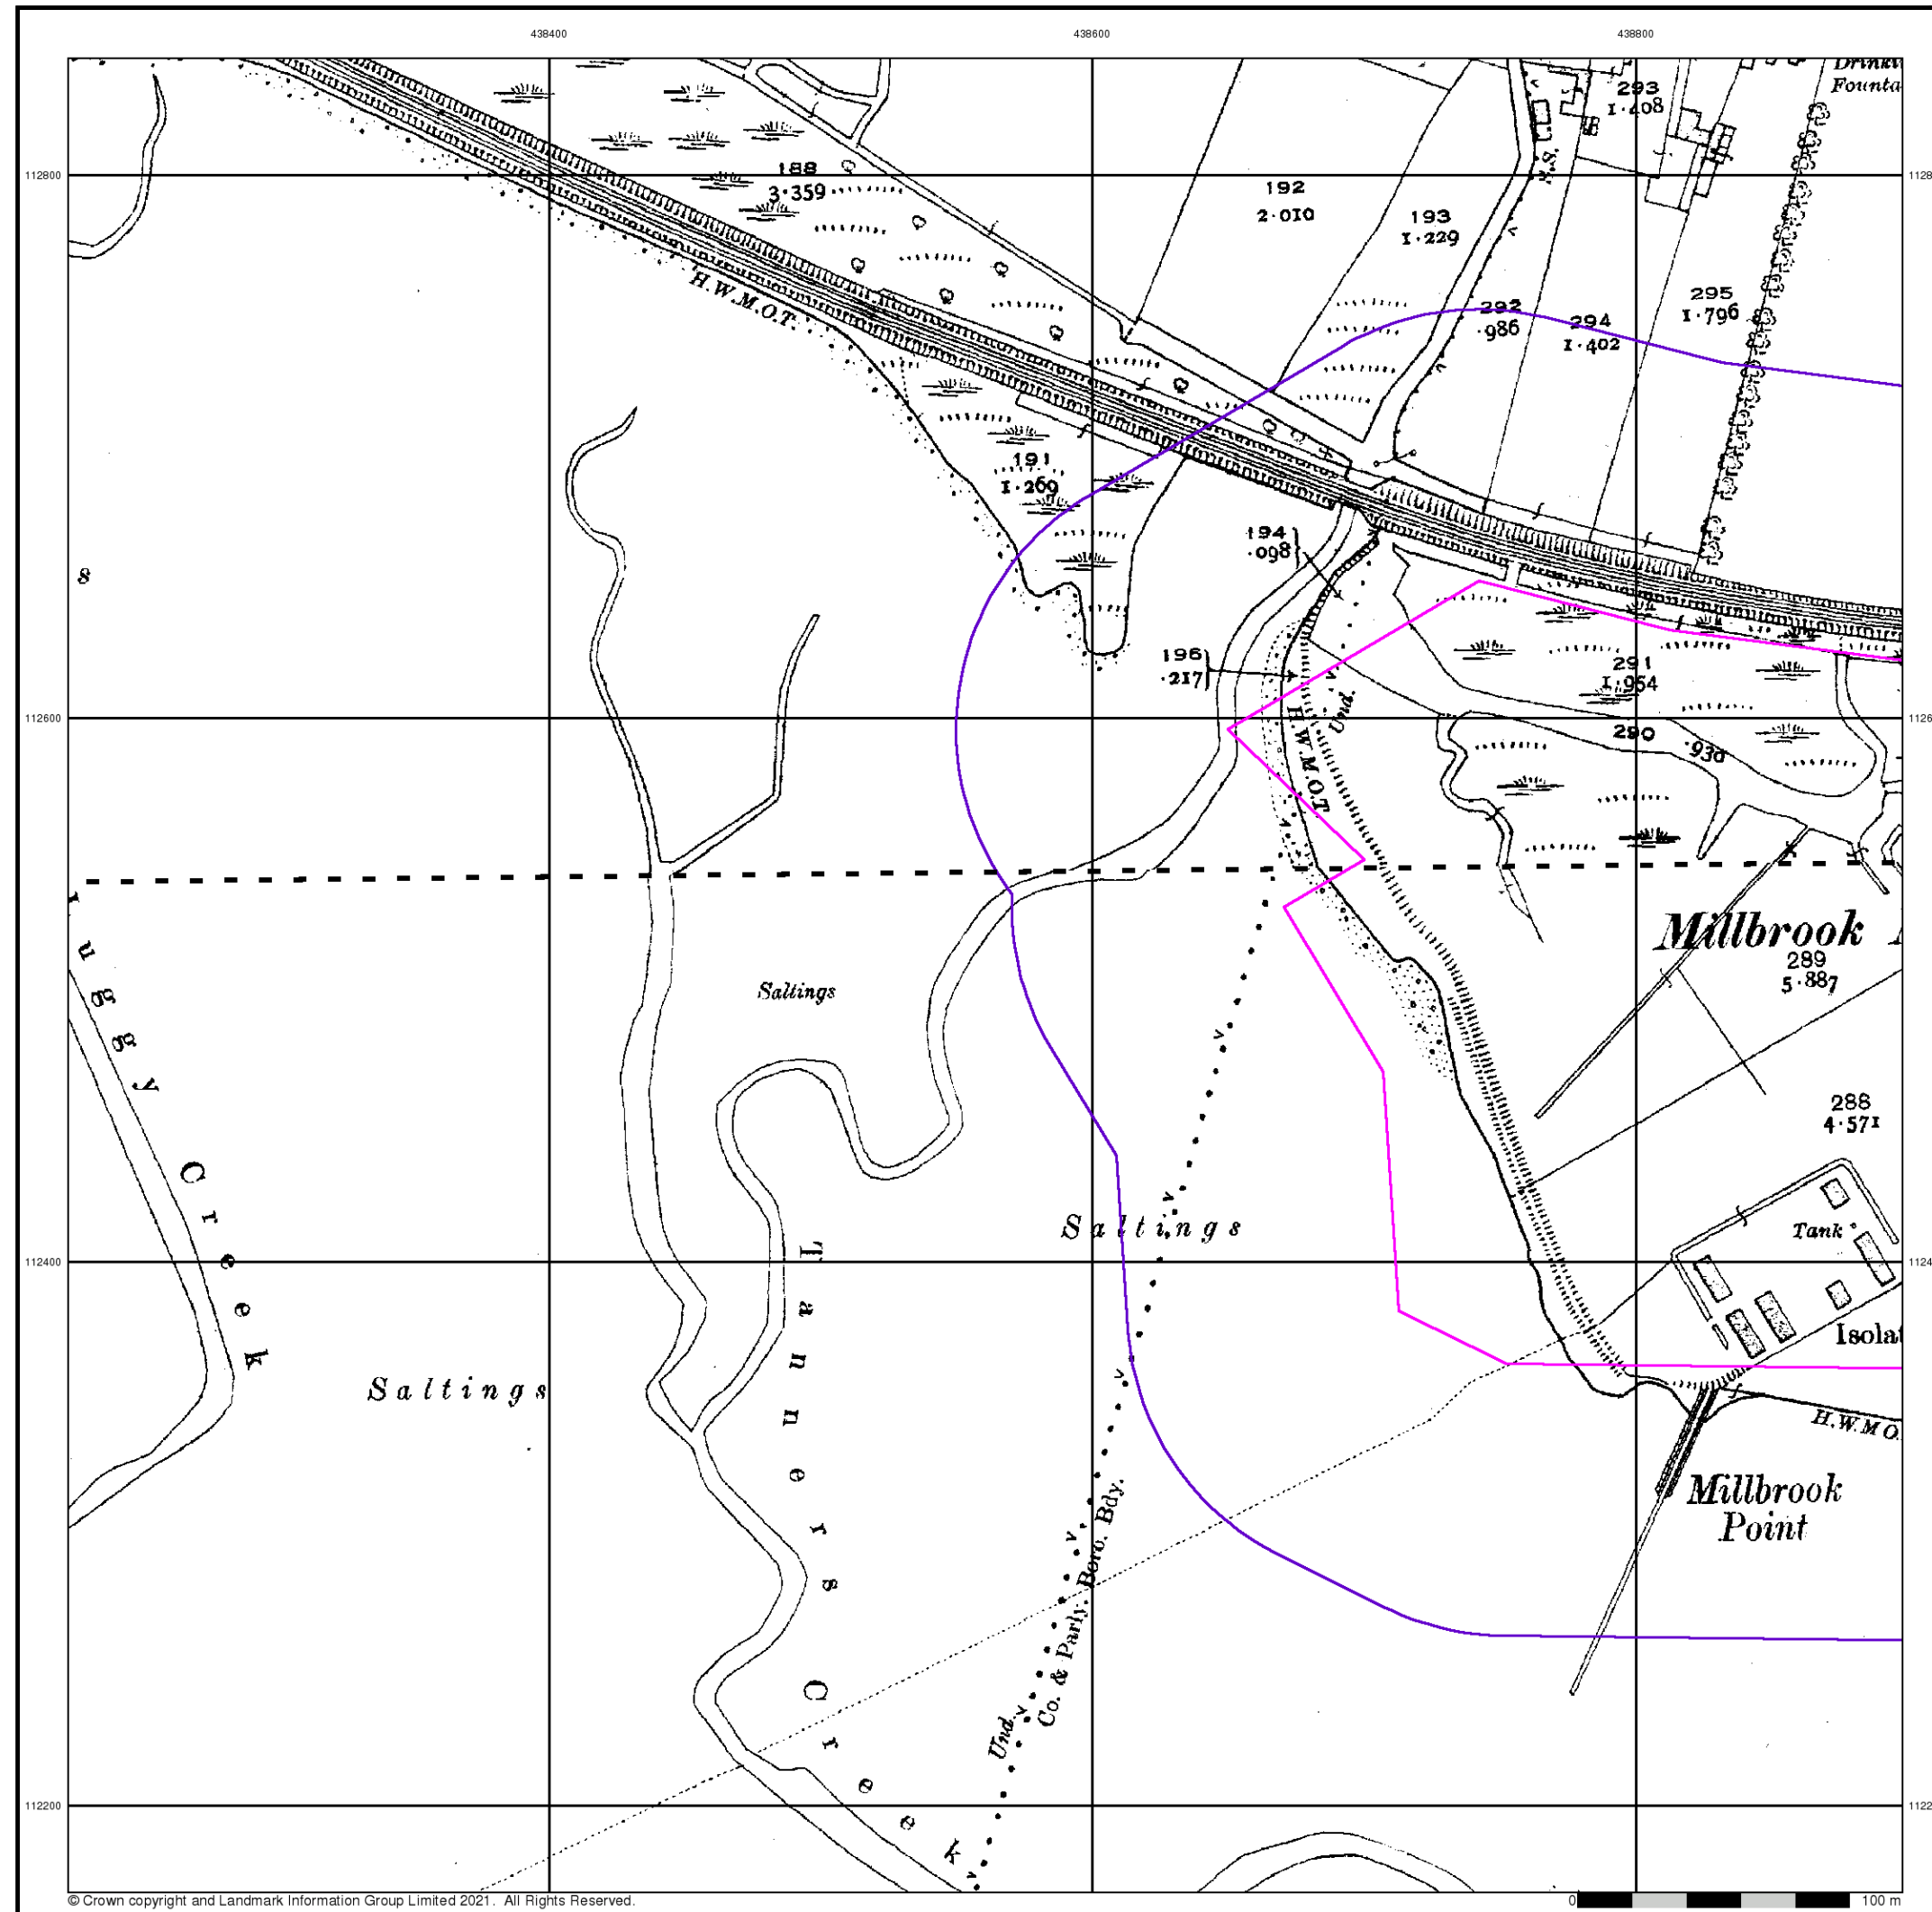 438400
438600
438800
Founta
293
1·408
112800
188
3·359
192
2·010
193
1·229
S.S.
H.W.M.O.T.
292
·986
294
1·402
295
1·796
191
1·269
194
·098
s
196
·217
Und.
H.W.M.O.T
291
1·954
112600
290
·930
Millbrook
289
5·887
Saltings
288
4·571
uggy Creek
Tank
Saltings
112400
Isola
Tanners Creek
Saltings
H.W.M.O.
Millbrook
Point
Und.
Co. & Parly. Boro. Bdy.
112200
© Crown copyright and Landmark Information Group Limited 2021. All Rights Reserved.
0
100 m